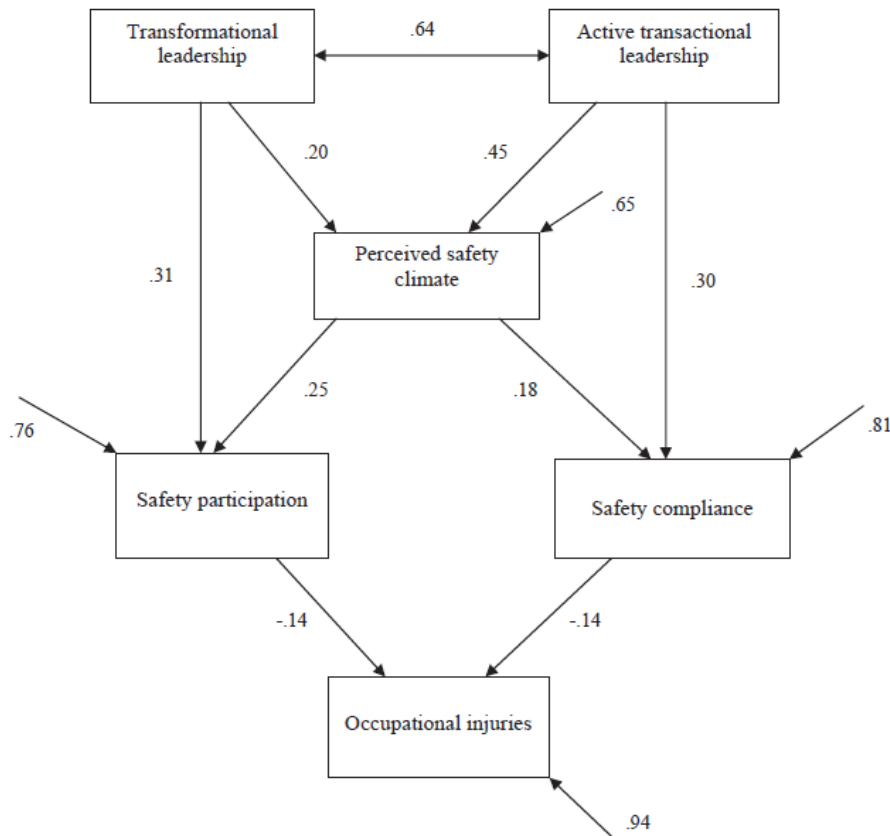 Transformational
leadership
.64
Active transactional
leadership
.20
.45
.65
Perceived safety
climate
.31
.30
.25
.18
.76
.81
Safety participation
Safety compliance
-.14
-.14
Occupational injuries
.94